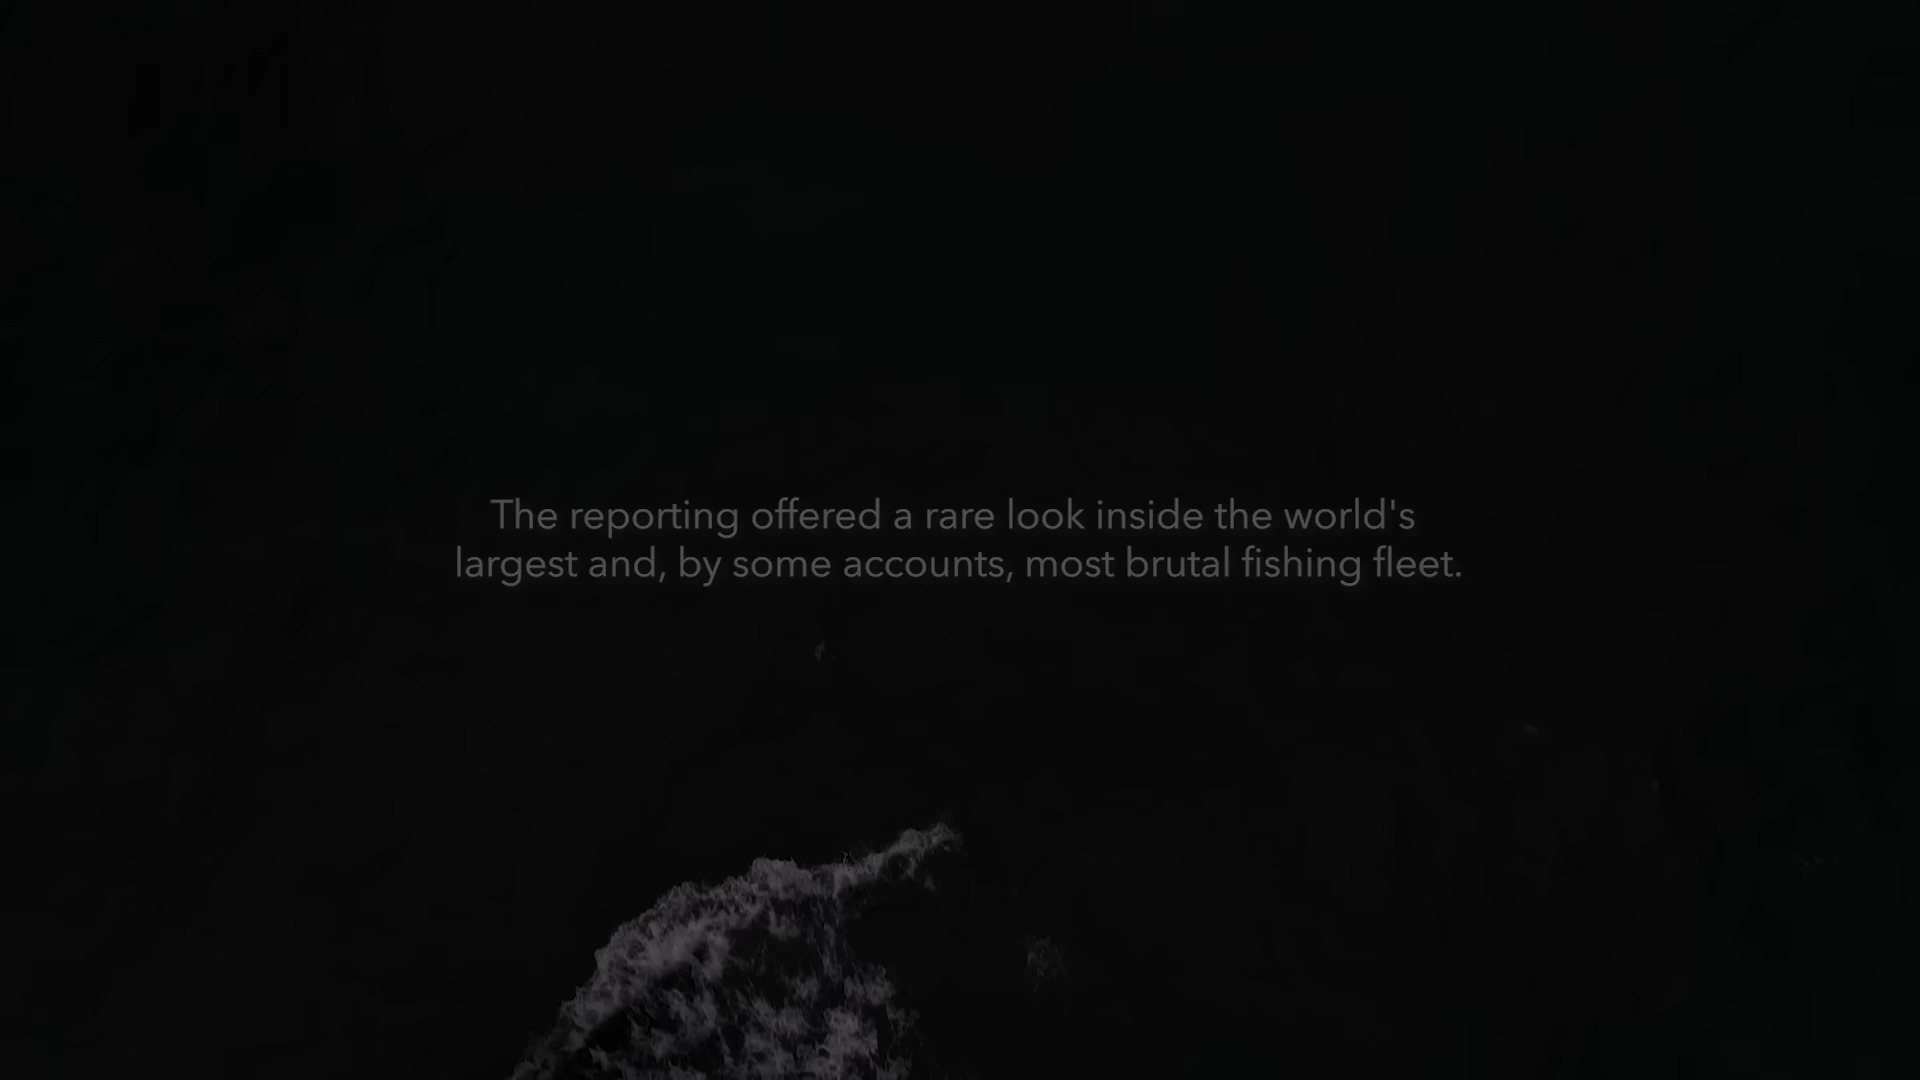 The reporting offered a rare look inside the world's
largest and, by some accounts, most brutal fishing fleet.